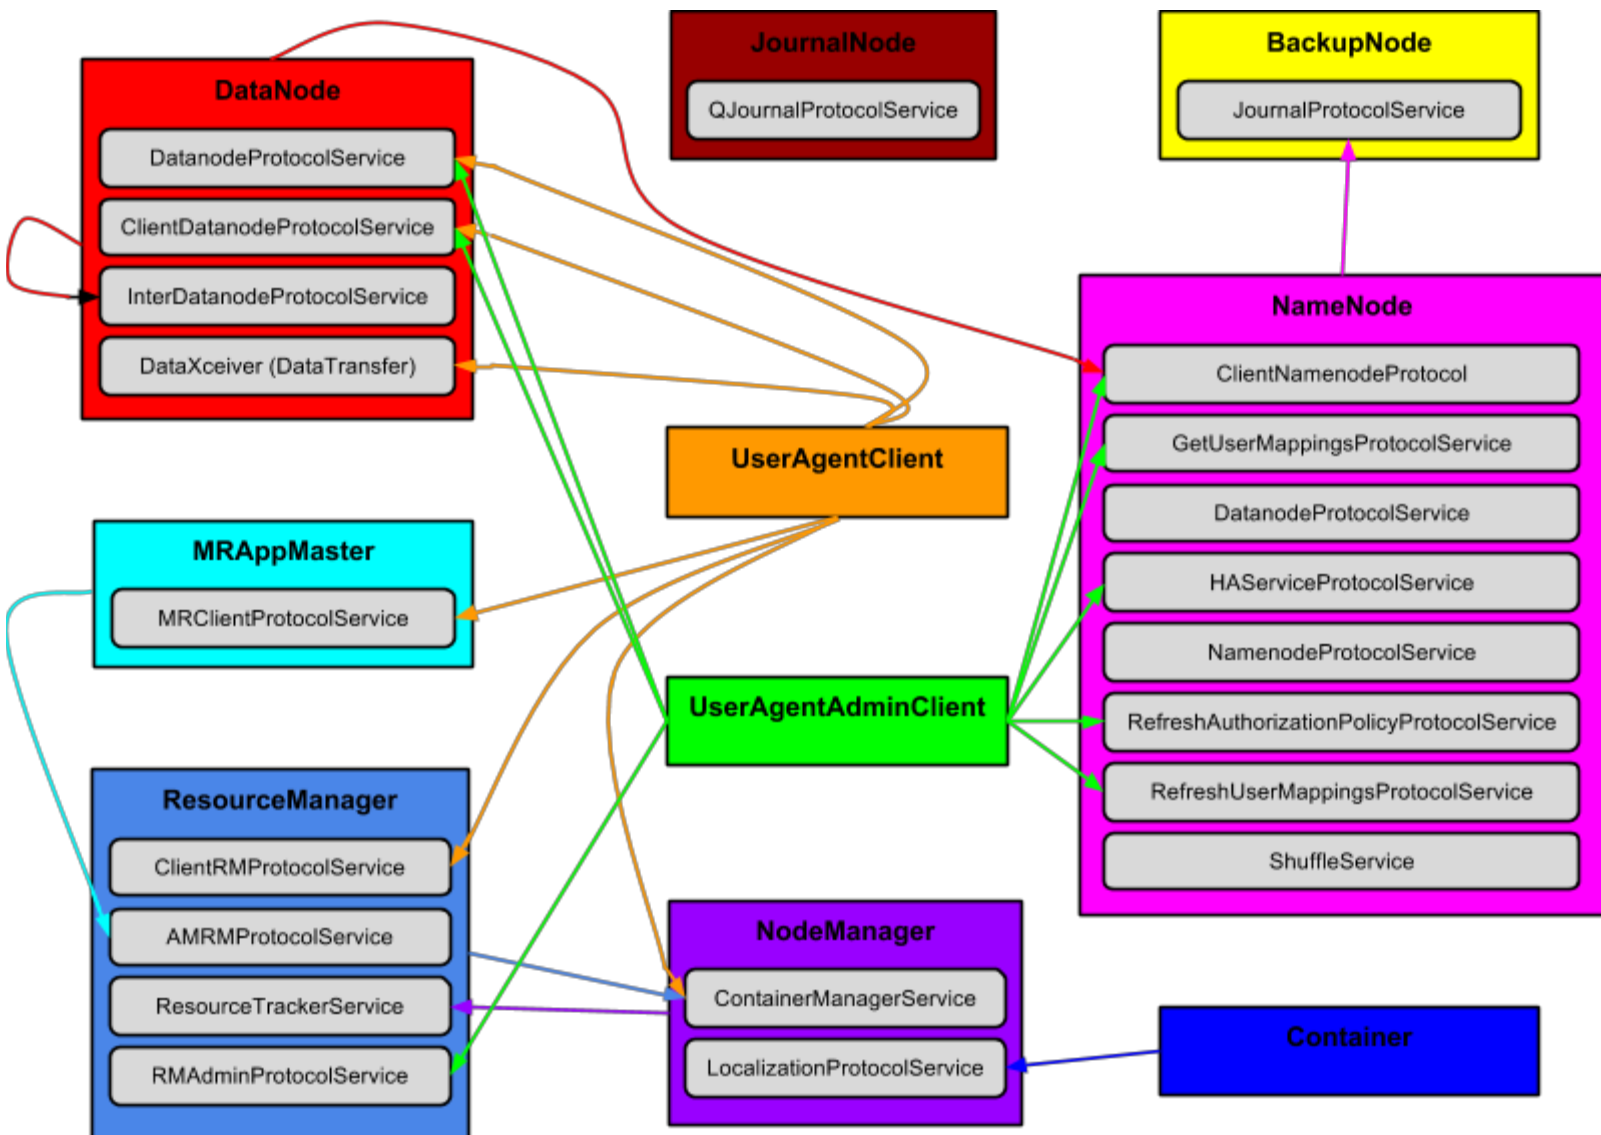 JournalNode
QJournalProtocolService
BackupNode
JournalProtocolService
DataNode
DatanodeProtocolService
ClientDatanodeProtocolService
InterDatanodeProtocolService
DataXceiver (DataTransfer)
NameNode
ClientNamenodeProtocol
GetUserMappingsProtocolService
DatanodeProtocolService
HAServiceProtocolService
NamenodeProtocolService
RefreshAuthorizationPolicyProtocolService
RefreshUserMappingsProtocolService
ShuffleService
UserAgentClient
MRAppMaster
MRClientProtocolService
UserAgentAdminClient
ResourceManager
ClientRMProtocolService
AMRMProtocolService
ResourceTrackerService
RMAdminProtocolService
NodeManager
ContainerManagerService
LocalizationProtocolService
Container